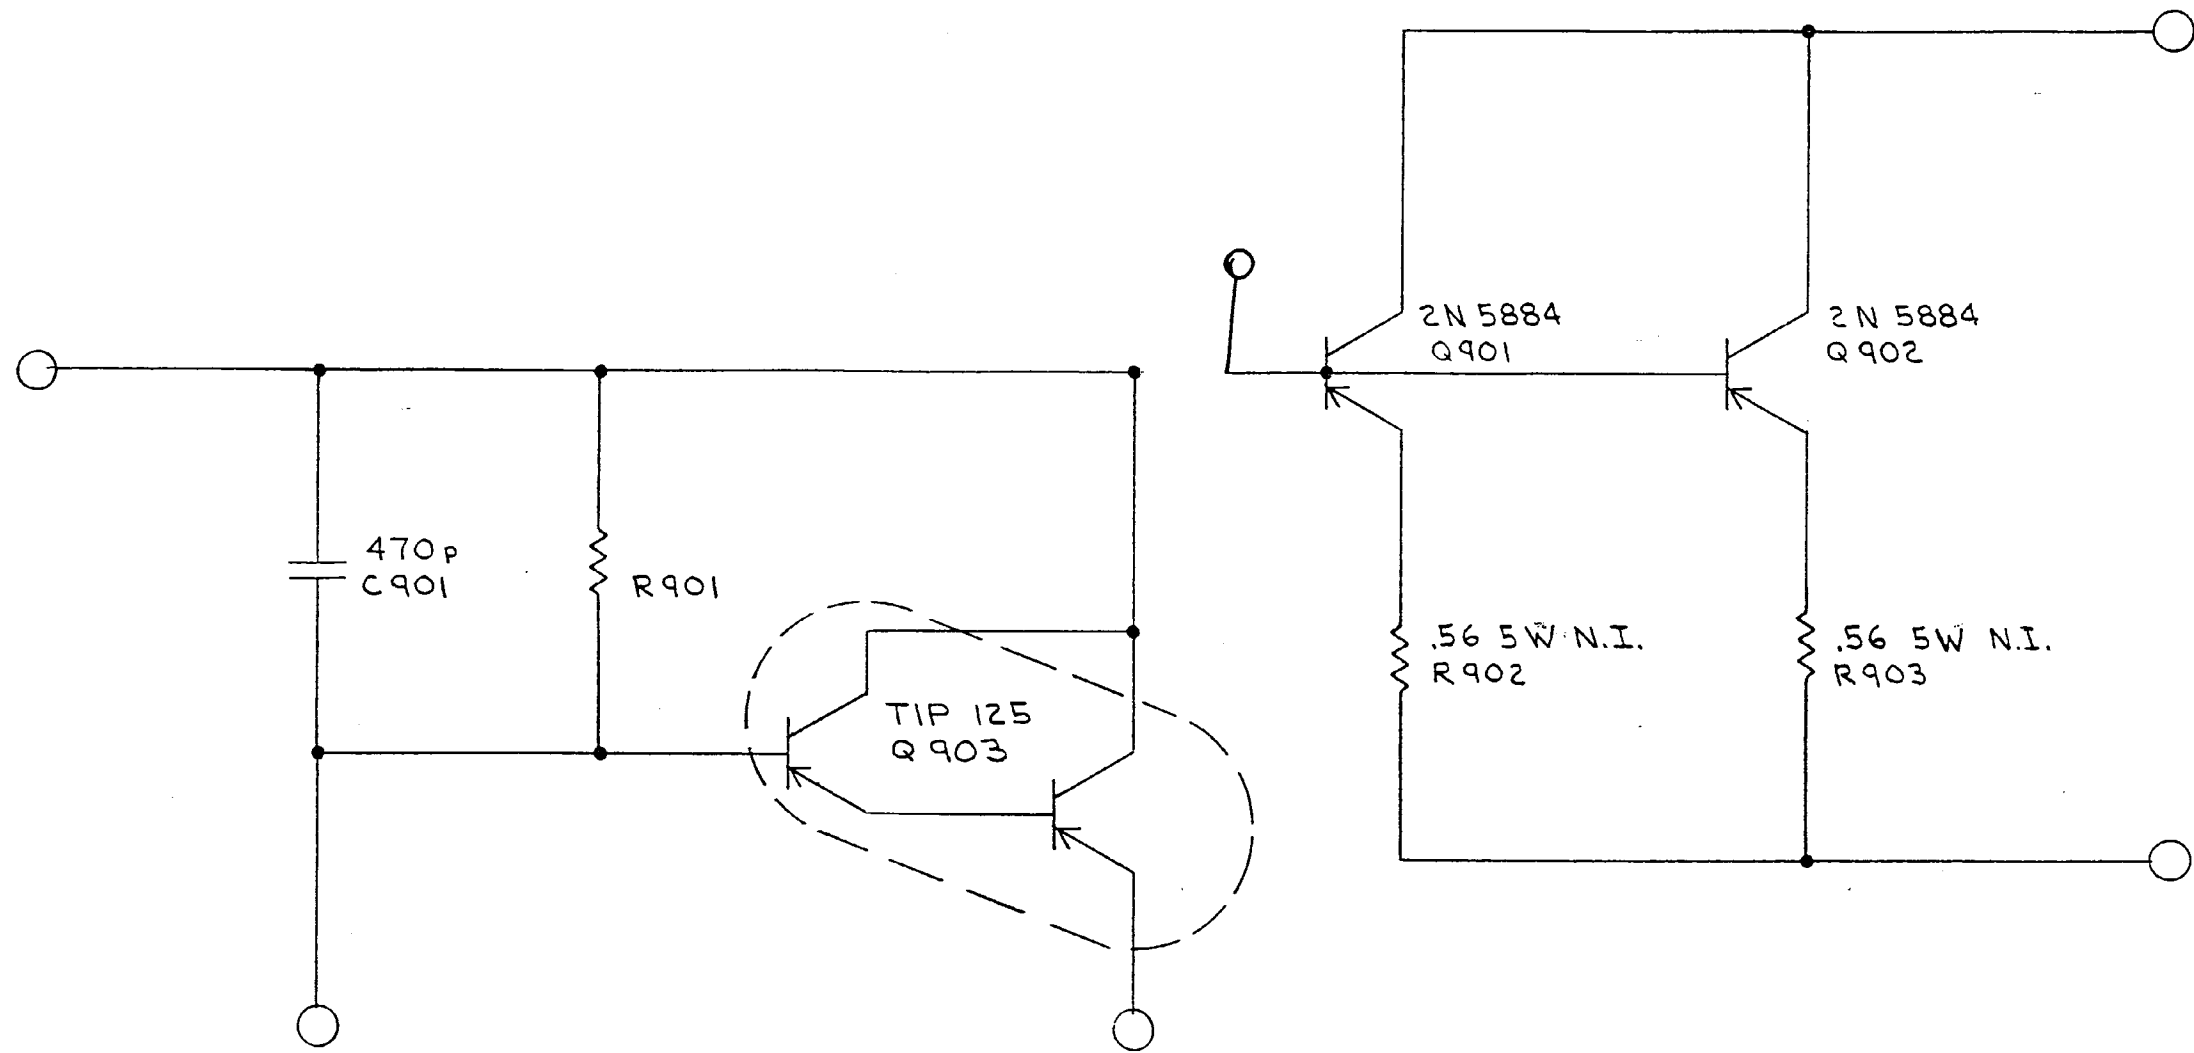 2N 5884
Q901
2N 5884
Q902
470p
C901
R901
.56 5W N.I.
R902
.56 5W N.I.
R903
TIP 125
Q903